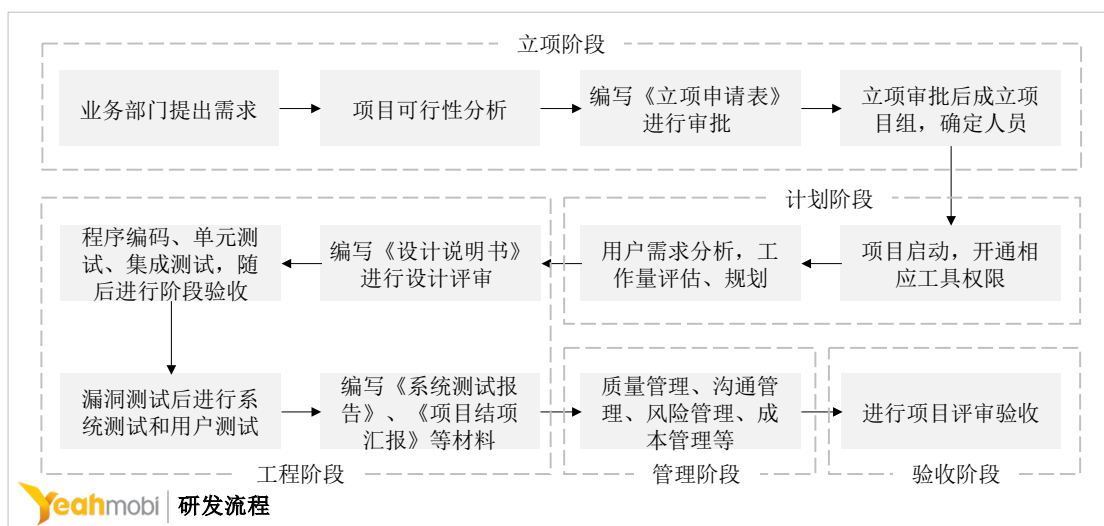 立项阶段
业务部门提出需求
项目可行性分析
编写《立项申请表》
进行审批
立项审批后成立项
目组，确定人员
计划阶段
项目启动，开通相
应工具权限
用户需求分析，工
作量评估、规划
编写《设计说明书》
进行设计评审
程序编码、单元测
试、集成测试，随
后进行阶段验收
漏洞测试后进行系
统测试和用户测试
编写《系统测试报
告》、《项目结项
汇报》等材料
工程阶段
质量管理、沟通管
理、风险管理、成
本管理等
管理阶段
进行项目评审验收
验收阶段
Yeahmobi 研发流程